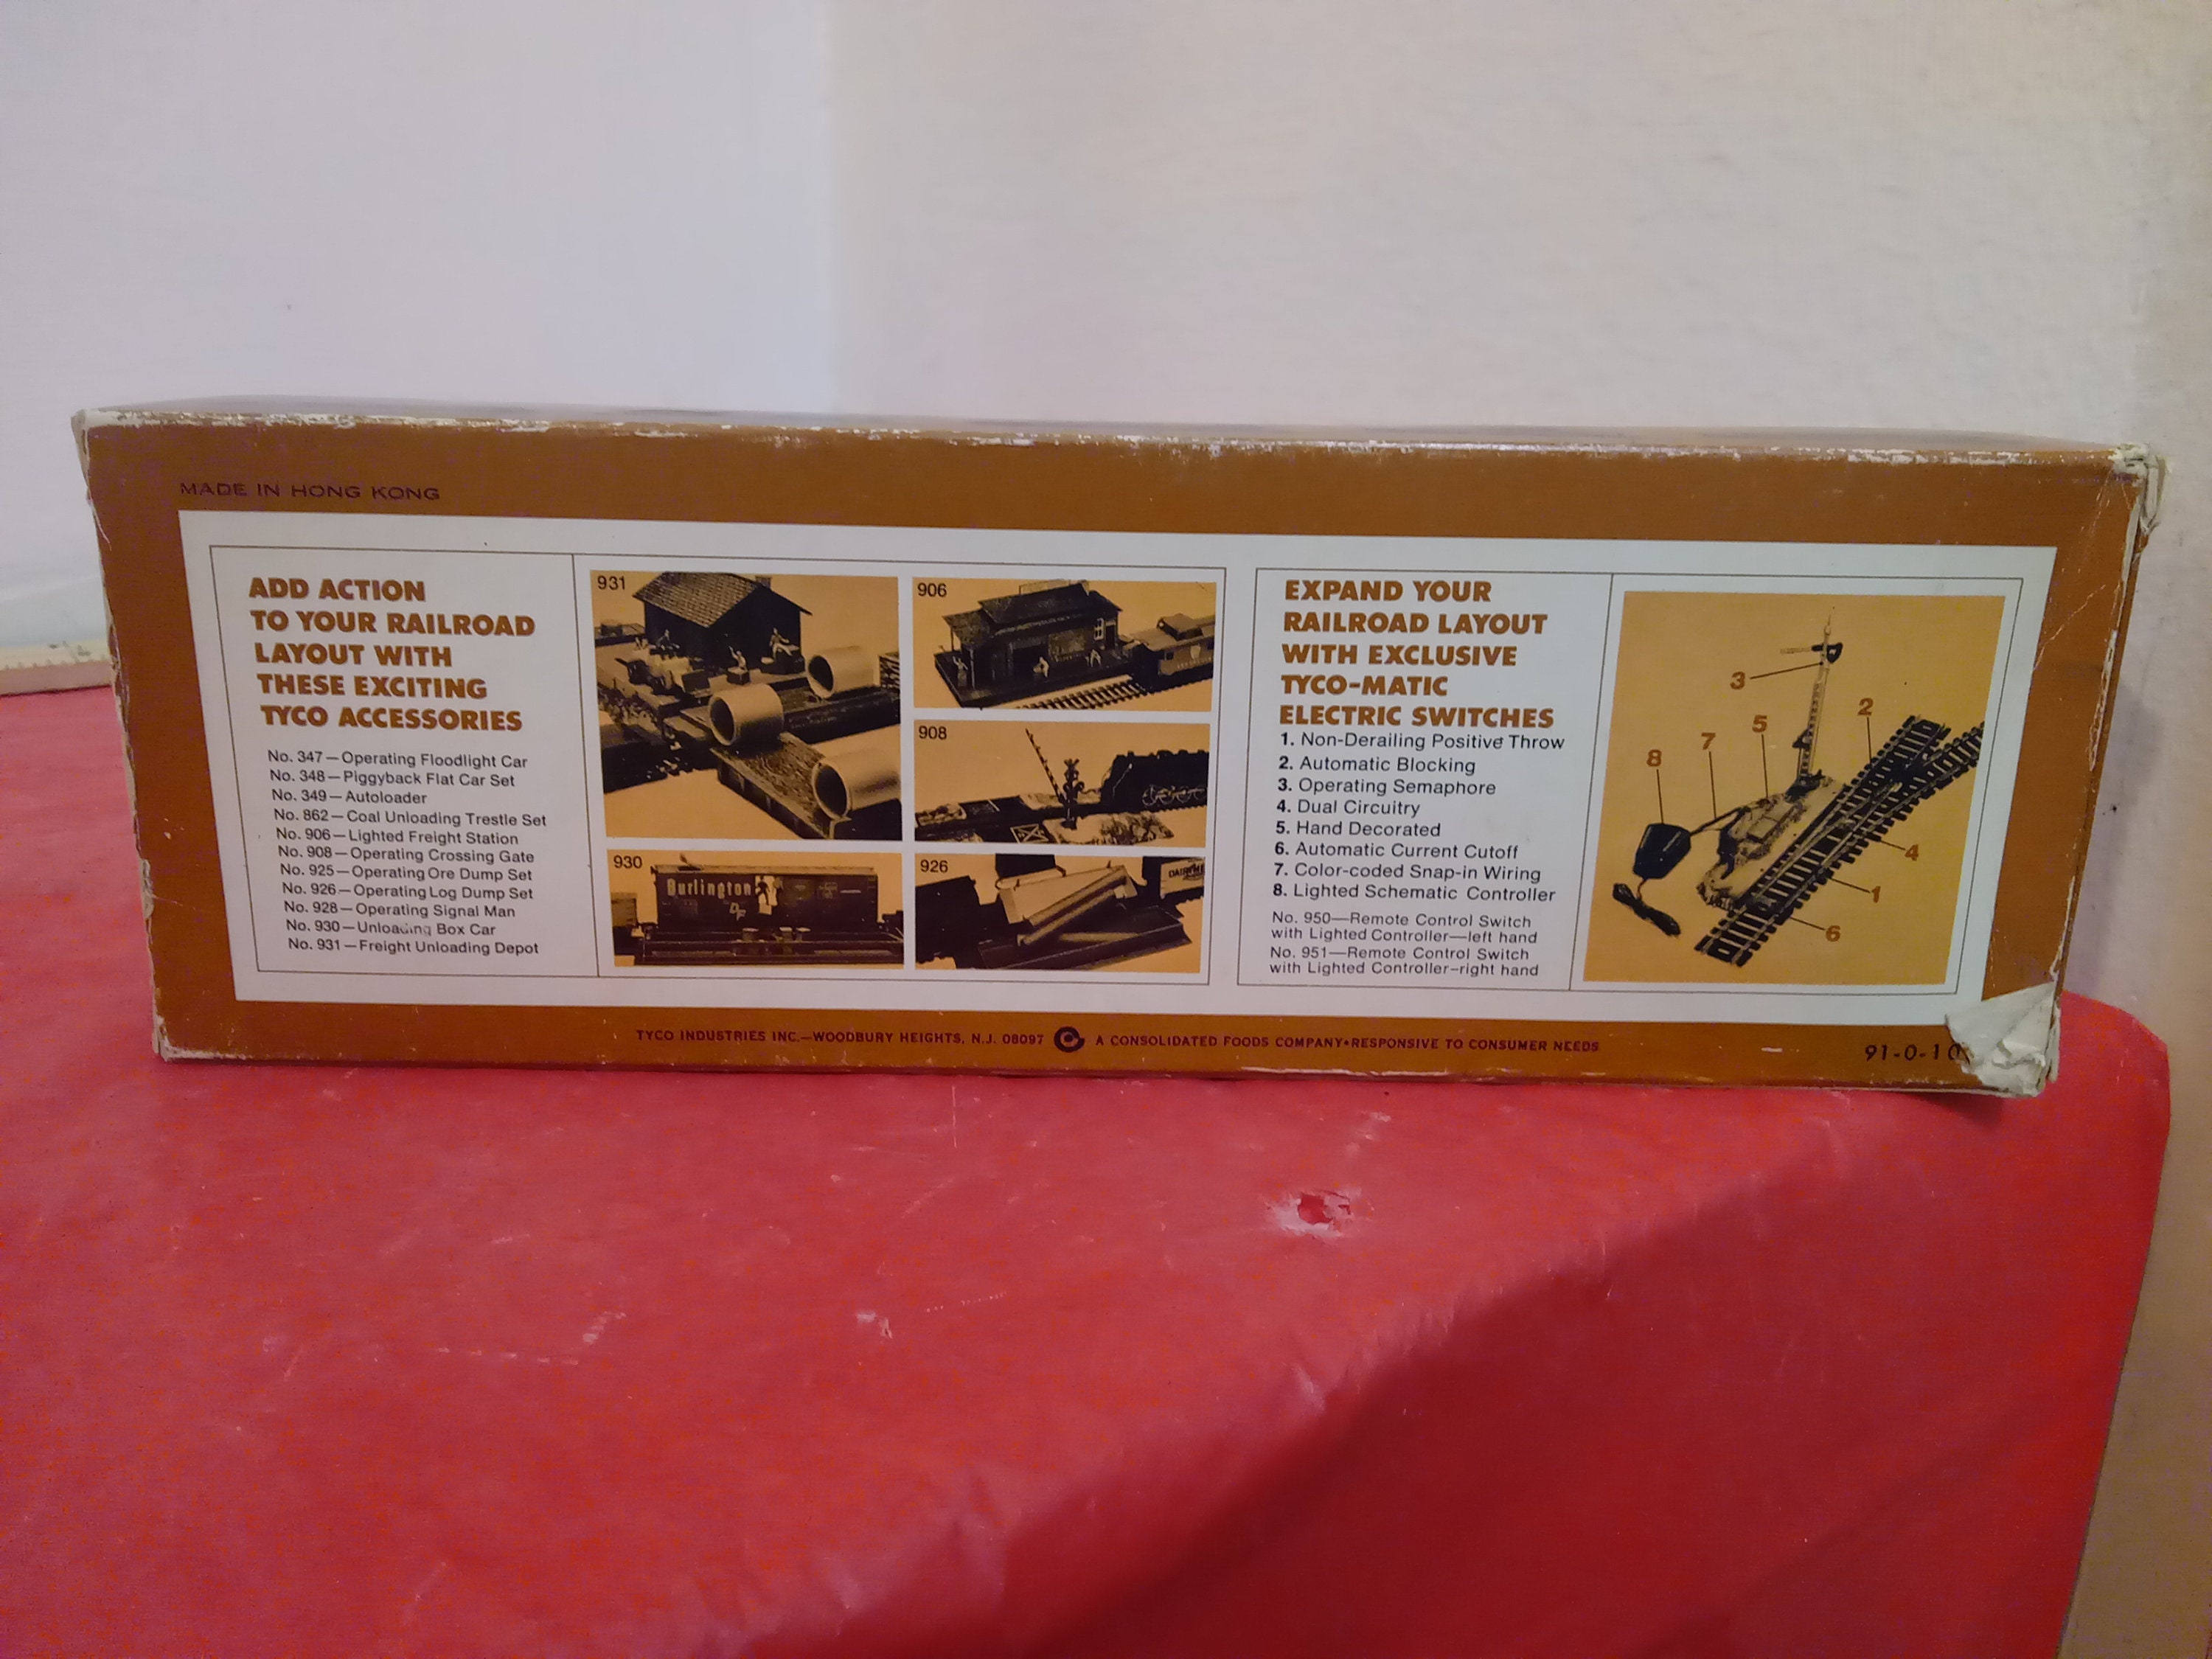 MADE IN HONG KONG
ADD ACTION
TO YOUR RAILROAD
LAYOUT WITH
THESE EXCITING
TYCO ACCESSORIES
No. 347—Operating Floodlight Car
No. 348—Piggyback Flat Car Set
No. 349—Autoloader
No. 862—Coal Unloading Trestle Set
No. 906—Lighted Freight Station
No. 908—Operating Crossing Gate
No. 925—Operating Ore Dump Set
No. 926—Operating Log Dump Set
No. 928—Operating Signal Man
No. 930—Unloading Box Car
No. 931—Freight Unloading Depot
931
906
908
930
Burlington
DF
926
EXPAND YOUR
RAILROAD LAYOUT
WITH EXCLUSIVE
TYCO-MATIC
ELECTRIC SWITCHES
1. Non-Derailing Positive Throw
2. Automatic Blocking
3. Operating Semaphore
4. Dual Circuitry
5. Hand Decorated
6. Automatic Current Cutoff
7. Color-coded Snap-in Wiring
8. Lighted Schematic Controller
No. 950—Remote Control Switch
with Lighted Controller—left hand
No. 951—Remote Control Switch
with Lighted Controller—right hand
3
2
5
7
8
4
1
6
TYCO INDUSTRIES INC.—WOODBURY HEIGHTS, N.J. 08097 A CONSOLIDATED FOODS COMPANY•RESPONSIVE TO CONSUMER NEEDS
91-0-10